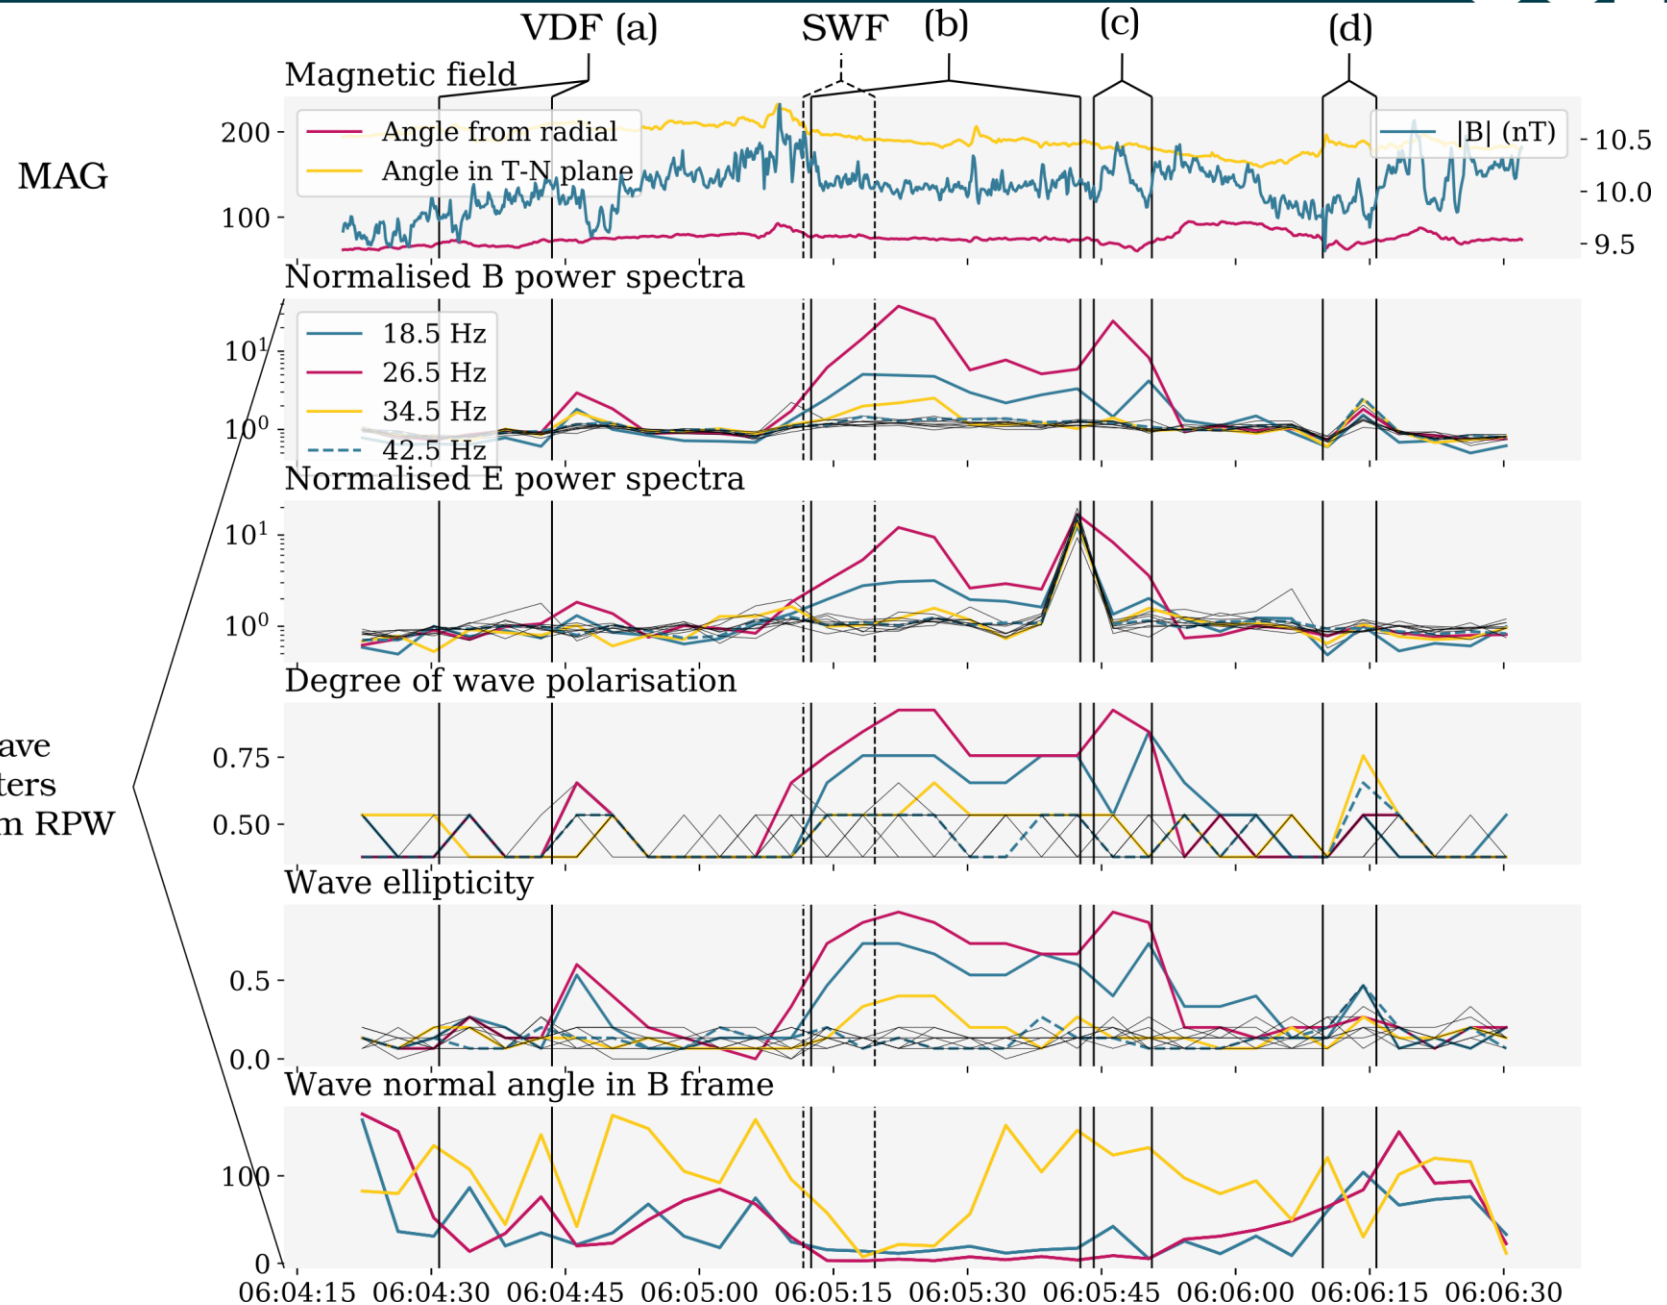 VDF (a) SWF (b) (c) (d)
Magnetic field
MAG
200
100
Angle from radial
Angle in T-N plane
|B| (nT)
10.5
10.0
9.5
Normalised B power spectra
10¹
10⁰
18.5 Hz
26.5 Hz
34.5 Hz
42.5 Hz
Normalised E power spectra
10¹
10⁰
Degree of wave polarisation
0.75
0.50
RPW
Wave ellipticity
0.5
0.0
Wave normal angle in B frame
100
0
06:04:15 06:04:30 06:04:45 06:05:00 06:05:15 06:05:30 06:05:45 06:06:00 06:06:15 06:06:30